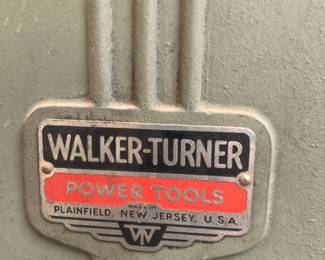 WALKER-TURNER
POWER TOOLS
MADE IN
PLAINFIELD, NEW JERSEY, U.S.A.
WT